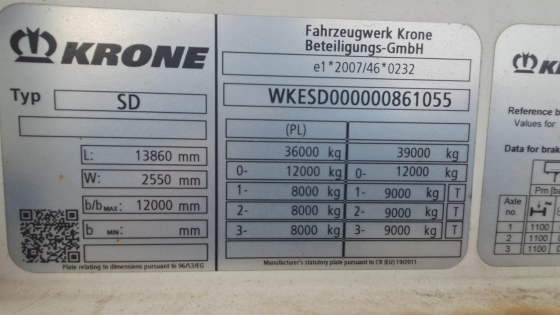 KRONE
Typ SD
L: 13860 mm
W: 2550 mm
b/b MAX: 12000 mm
b MIN: mm
Plate relating to dimensions pursuant to 96/53/EG
Fahrzeugwerk Krone
Beteiligungs-GmbH
e1*2007/46*0232
WKESD000000861055
(PL)
36000 kg 39000 kg
0- 12000 kg 0- 12000 kg
1- 8000 kg 1- 9000 kg T
2- 8000 kg 2- 9000 kg T
3- 8000 kg 3- 9000 kg T
Manufacturer's statutory plate pursuant to CR (EU) 19/2011
KR
Reference b
Values for
Data for brak
Pm [ba
Axle
no.
1 1100
2 1100
3 1100